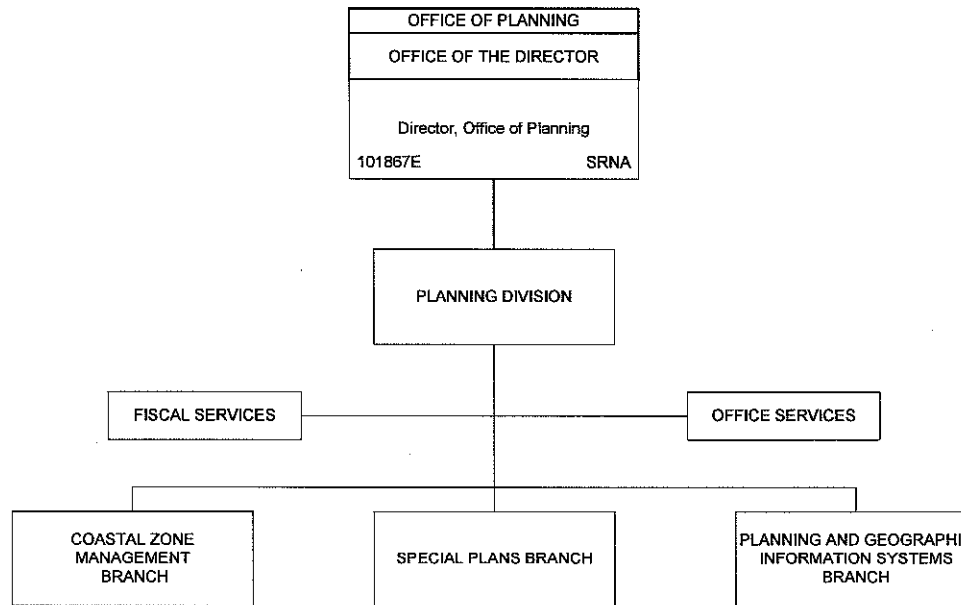 OFFICE OF PLANNING
OFFICE OF THE DIRECTOR
Director, Office of Planning
101867E SRNA
PLANNING DIVISION
FISCAL SERVICES
OFFICE SERVICES
COASTAL ZONE
MANAGEMENT
BRANCH
SPECIAL PLANS BRANCH
PLANNING AND GEOGRAPHI
INFORMATION SYSTEMS
BRANCH